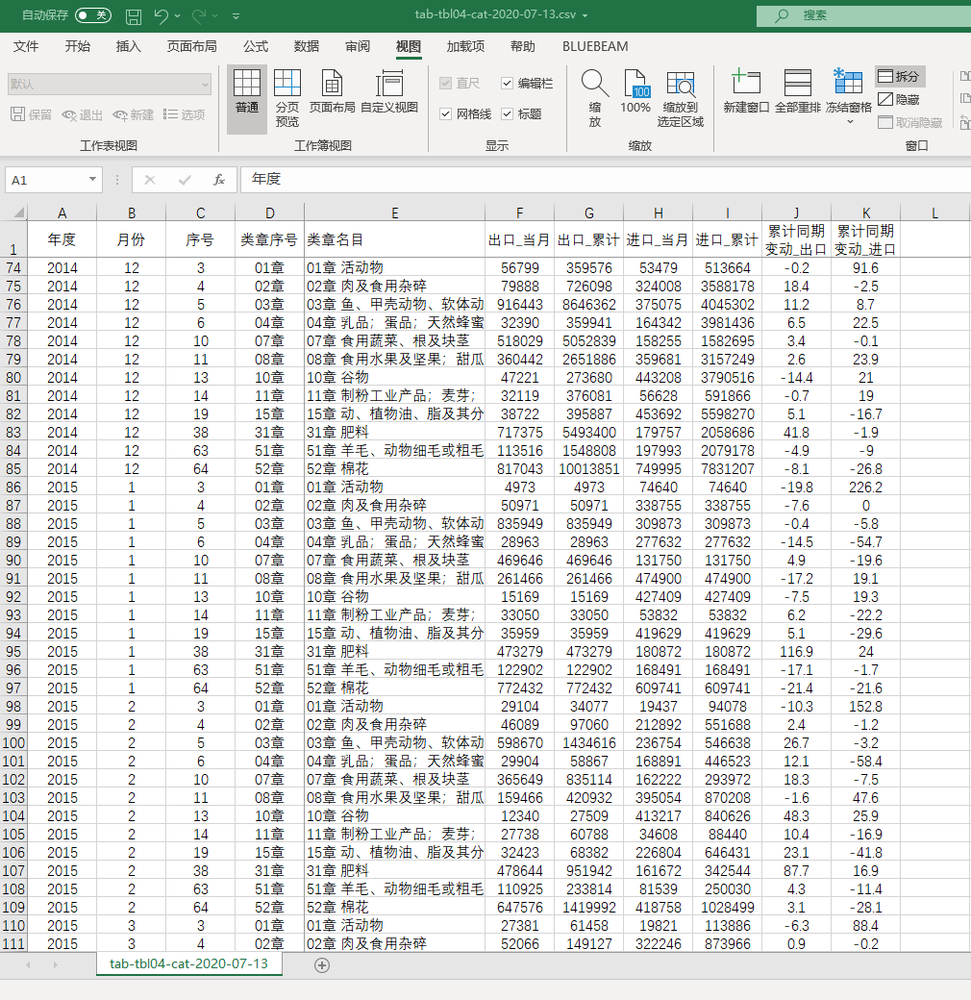 自动保存 关 tab-tbl04-cat-2020-07-13.csv 搜索
文件 开始 插入 页面布局 公式 数据 审阅 视图 加载项 帮助 BLUEBEAM
默认
保留 退出 新建 选项
工作表视图
普通 分页预览 页面布局 自定义视图
工作簿视图
直尺 编辑栏
网格线 标题
显示
缩放 100% 缩放到选定区域
缩放
新建窗口 全部重排 冻结窗格
拆分
隐藏
取消隐藏
窗口
A1 fx 年度
A B C D E F G H I J K L
1 年度 月份 序号 类章序号 类章名目 出口_当月 出口_累计 进口_当月 进口_累计 累计同期变动_出口 累计同期变动_进口
74 2014 12 3 01章 01章 活动物 56799 359576 53479 513664 -0.2 91.6
75 2014 12 4 02章 02章 肉及食用杂碎 79888 726098 324008 3588178 18.4 -2.5
76 2014 12 5 03章 03章 鱼、甲壳动物、软体动 916443 8646362 375075 4045302 11.2 8.7
77 2014 12 6 04章 04章 乳品；蛋品；天然蜂蜜 32390 359941 164342 3981436 6.5 22.5
78 2014 12 10 07章 07章 食用蔬菜、根及块茎 518029 5052839 158255 1582695 3.4 -0.1
79 2014 12 11 08章 08章 食用水果及坚果；甜瓜 360442 2651886 359681 3157249 2.6 23.9
80 2014 12 13 10章 10章 谷物 47221 273680 443208 3790516 -14.4 21
81 2014 12 14 11章 11章 制粉工业产品；麦芽； 32119 376081 56628 591866 -0.7 19
82 2014 12 19 15章 15章 动、植物油、脂及其分 38722 395887 453692 5598270 5.1 -16.7
83 2014 12 38 31章 31章 肥料 717375 5493400 179757 2058686 41.8 -1.9
84 2014 12 63 51章 51章 羊毛、动物细毛或粗毛 113516 1548808 197993 2079178 -4.9 -9
85 2014 12 64 52章 52章 棉花 817043 10013851 749995 7831207 -8.1 -26.8
86 2015 1 3 01章 01章 活动物 4973 4973 74640 74640 -19.8 226.2
87 2015 1 4 02章 02章 肉及食用杂碎 50971 50971 338755 338755 -7.6 0
88 2015 1 5 03章 03章 鱼、甲壳动物、软体动 835949 835949 309873 309873 -0.4 -5.8
89 2015 1 6 04章 04章 乳品；蛋品；天然蜂蜜 28963 28963 277632 277632 -14.5 -54.7
90 2015 1 10 07章 07章 食用蔬菜、根及块茎 469646 469646 131750 131750 4.9 -19.6
91 2015 1 11 08章 08章 食用水果及坚果；甜瓜 261466 261466 474900 474900 -17.2 19.1
92 2015 1 13 10章 10章 谷物 15169 15169 427409 427409 -7.5 19.3
93 2015 1 14 11章 11章 制粉工业产品；麦芽； 33050 33050 53832 53832 6.2 -22.2
94 2015 1 19 15章 15章 动、植物油、脂及其分 35959 35959 419629 419629 5.1 -29.6
95 2015 1 38 31章 31章 肥料 473279 473279 180872 180872 116.9 24
96 2015 1 63 51章 51章 羊毛、动物细毛或粗毛 122902 122902 168491 168491 -17.1 -1.7
97 2015 1 64 52章 52章 棉花 772432 772432 609741 609741 -21.4 -21.6
98 2015 2 3 01章 01章 活动物 29104 34077 19437 94078 -10.3 152.8
99 2015 2 4 02章 02章 肉及食用杂碎 46089 97060 212892 551688 2.4 -1.2
100 2015 2 5 03章 03章 鱼、甲壳动物、软体动 598670 1434616 236754 546638 26.7 -3.2
101 2015 2 6 04章 04章 乳品；蛋品；天然蜂蜜 29904 58867 168891 446523 12.1 -58.4
102 2015 2 10 07章 07章 食用蔬菜、根及块茎 365649 835114 162222 293972 18.3 -7.5
103 2015 2 11 08章 08章 食用水果及坚果；甜瓜 159466 420932 395054 870208 -1.6 47.6
104 2015 2 13 10章 10章 谷物 12340 27509 413217 840626 48.3 25.9
105 2015 2 14 11章 11章 制粉工业产品；麦芽； 27738 60788 34608 88440 10.4 -16.9
106 2015 2 19 15章 15章 动、植物油、脂及其分 32423 68382 226804 646431 23.1 -41.8
107 2015 2 38 31章 31章 肥料 478644 951942 161672 342544 87.7 16.9
108 2015 2 63 51章 51章 羊毛、动物细毛或粗毛 110925 233814 81539 250030 4.3 -11.4
109 2015 2 64 52章 52章 棉花 647576 1419992 418758 1028499 3.1 -28.1
110 2015 3 3 01章 01章 活动物 27381 61458 19821 113886 -6.3 88.4
111 2015 3 4 02章 02章 肉及食用杂碎 52066 149127 322246 873966 0.9 -0.2
tab-tbl04-cat-2020-07-13